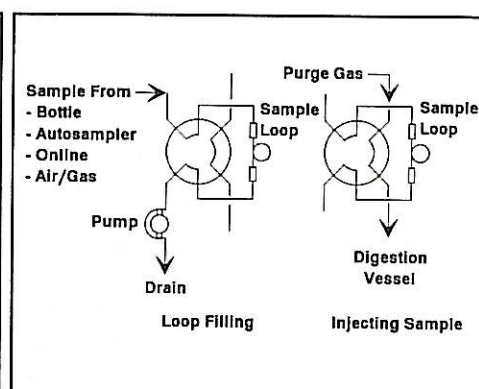 Sample From
- Bottle
- Autosampler
- Online
- Air/Gas
Sample
Loop
Pump
Drain
Loop Filling
Purge Gas
Sample
Loop
Digestion
Vessel
Injecting Sample